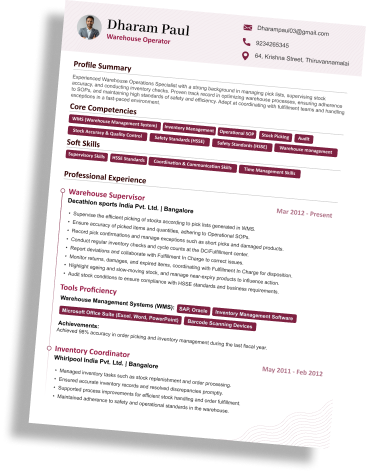 Dharam Paul
Warehouse Operator
Dharampaul03@gmail.com
9234265345
64, Krishna Street, Thiruvannamalai
Profile Summary
Experienced Warehouse Operations Specialist with a strong background in managing pick lists, supervising stock
accuracy, and conducting inventory checks. Proven track record in optimising warehouse processes, ensuring adherence
to SOPs, and maintaining high standards of safety and efficiency. Adept at coordinating with fulfillment teams and handling
exceptions in a fast-paced environment.
Core Competencies
WMS (Warehouse Management System) Inventory Management Operational SOP Stock Picking Audit
Stock Accuracy & Quality Control Safety Standards (HSSE) Safety Standards (HSSE) Warehouse management
Soft Skills
Supervisory Skills HSSE Standards Coordination & Communication Skills Time Management Skills
Professional Experience
Warehouse Supervisor
Mar 2012 - Present
Decathlon sports India Pvt. Ltd. | Bangalore
• Supervise the efficient picking of stocks according to pick lists generated in WMS.
• Ensure accuracy of picked items and quantities, adhering to Operational SOPs.
• Record pick confirmations and manage exceptions such as short picks and damaged products.
• Conduct regular inventory checks and cycle counts at the DC/Fulfillment center.
• Report deviations and collaborate with Fulfillment In Charge to correct issues.
• Monitor returns, damages, and expired items, coordinating with Fulfillment In Charge for disposition.
• Highlight ageing and slow-moving stock, and manage near-expiry products to influence action.
• Audit stock conditions to ensure compliance with HSSE standards and business requirements.
Tools Proficiency
Warehouse Management Systems (WMS): SAP, Oracle Inventory Management Software
Microsoft Office Suite (Excel, Word, PowerPoint) Barcode Scanning Devices
Achievements:
Achieved 98% accuracy in order picking and inventory management during the last fiscal year.
Inventory Coordinator
May 2011 - Feb 2012
Whirlpool India Pvt. Ltd. | Bangalore
• Managed inventory tasks such as stock replenishment and order processing.
• Ensured accurate inventory records and resolved discrepancies promptly.
• Supported process improvements for efficient stock handling and order fulfillment.
• Maintained adherence to safety and operational standards in the warehouse.